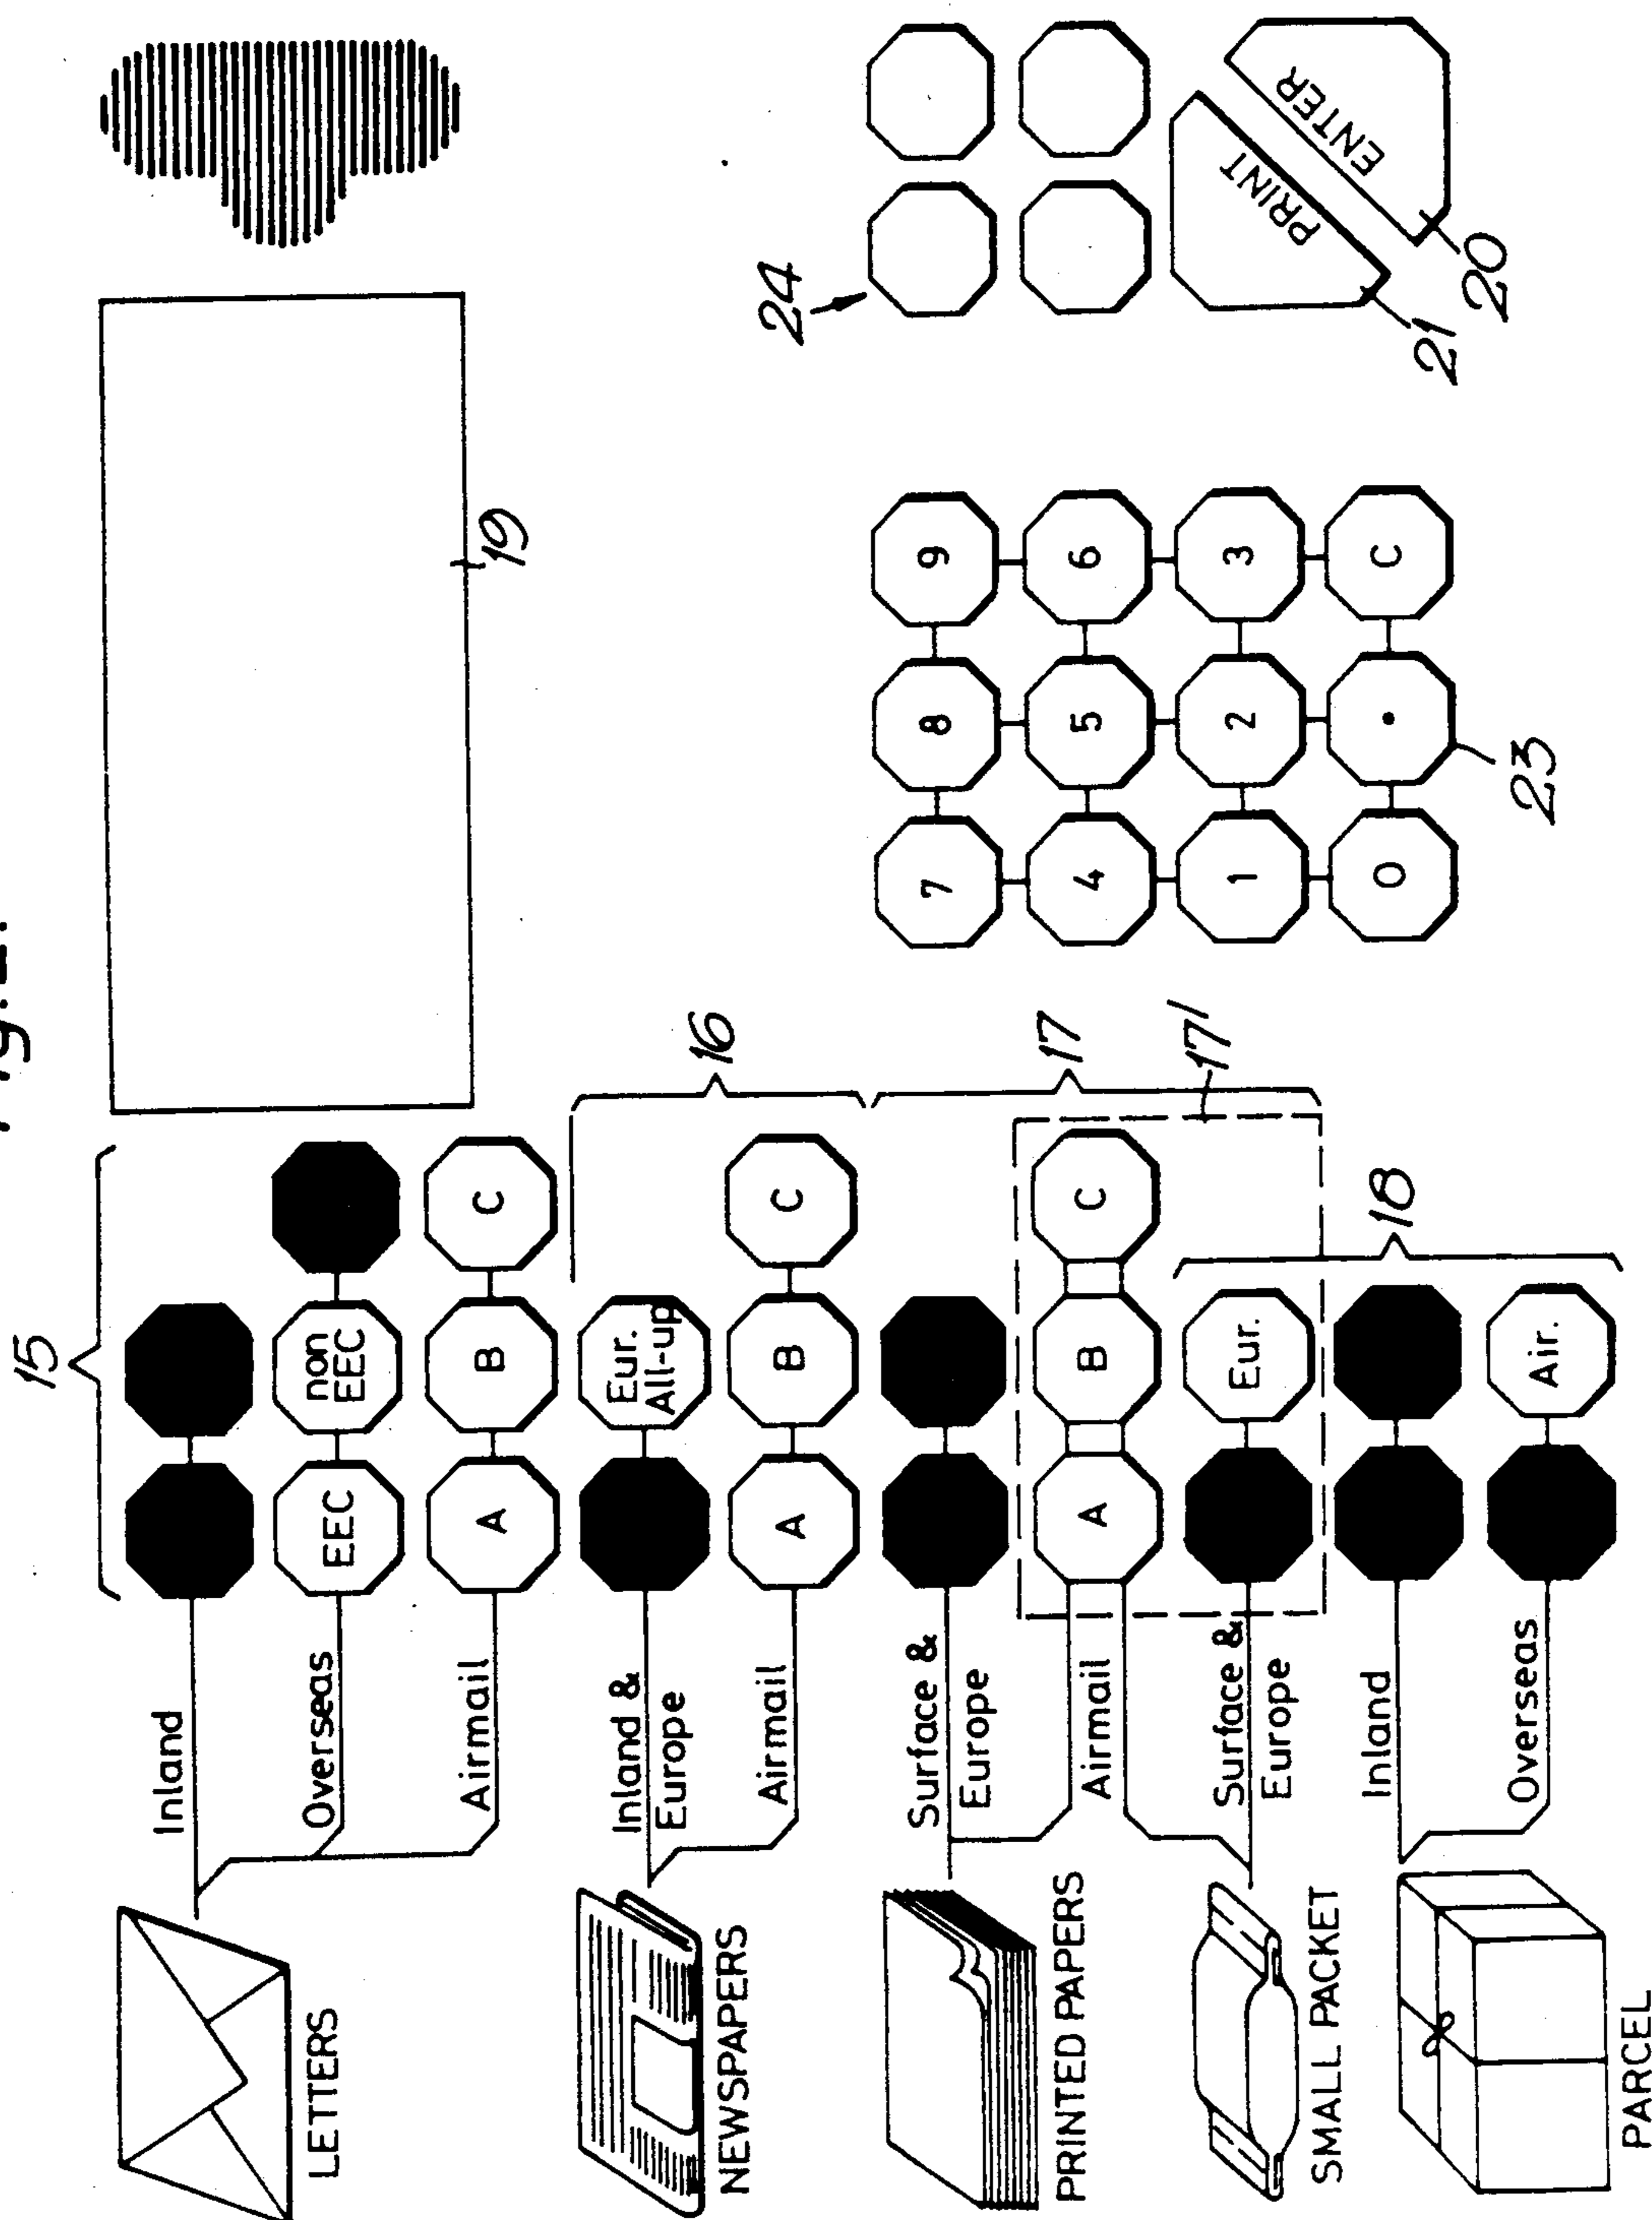 Fig. 2.
15
LETTERS
Inland
Overseas
EEC
non
EEC
Airmail
A
B
C
19
NEWSPAPERS
Inland &
Europe
Eur.
All-up
Airmail
A
B
C
16
PRINTED PAPERS
Surface &
Europe
Airmail
A
B
C
17
17'
SMALL PACKET
Surface &
Europe
Eur.
18
PARCEL
Inland
Overseas
Air.
7
8
9
4
5
6
1
2
3
0
•
C
23
24
PRINT
ENTER
21
20